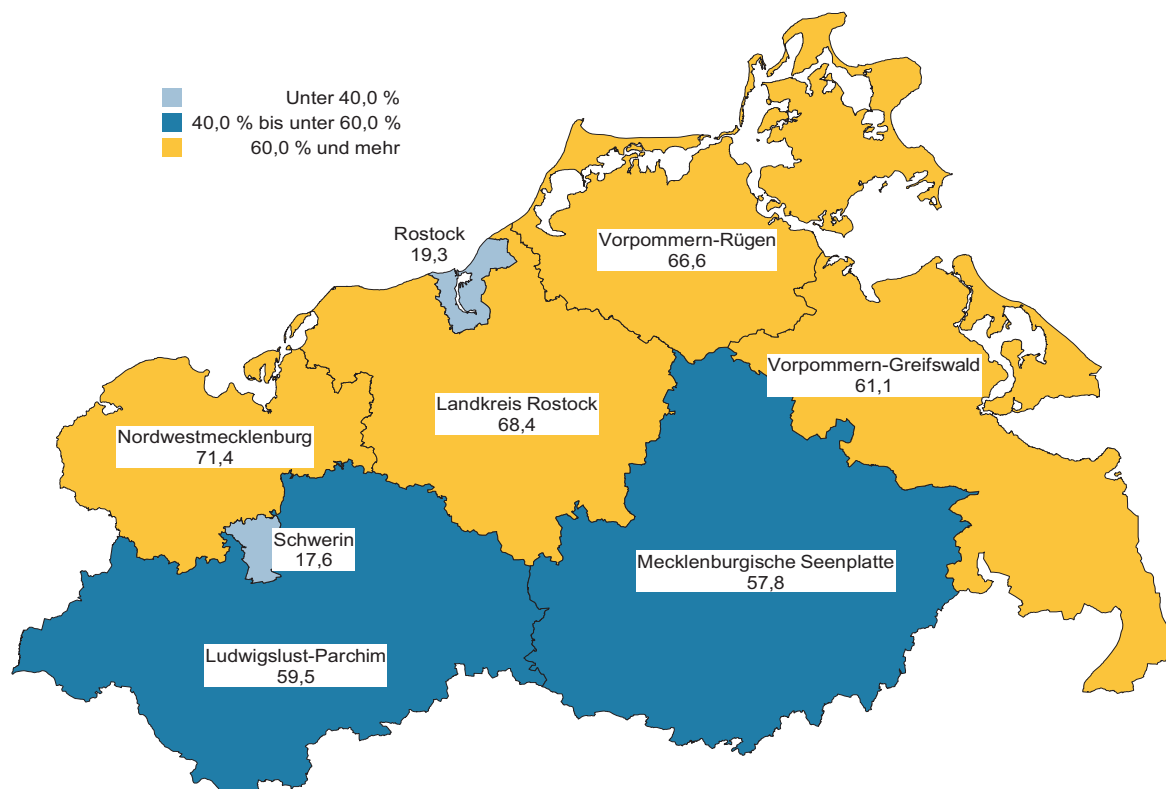 Unter 40,0 %
40,0 % bis unter 60,0 %
60,0 % und mehr
Rostock
19,3
Vorpommern-Rügen
66,6
Vorpommern-Greifswald
61,1
Landkreis Rostock
68,4
Nordwestmecklenburg
71,4
Schwerin
17,6
Mecklenburgische Seenplatte
57,8
Ludwigslust-Parchim
59,5